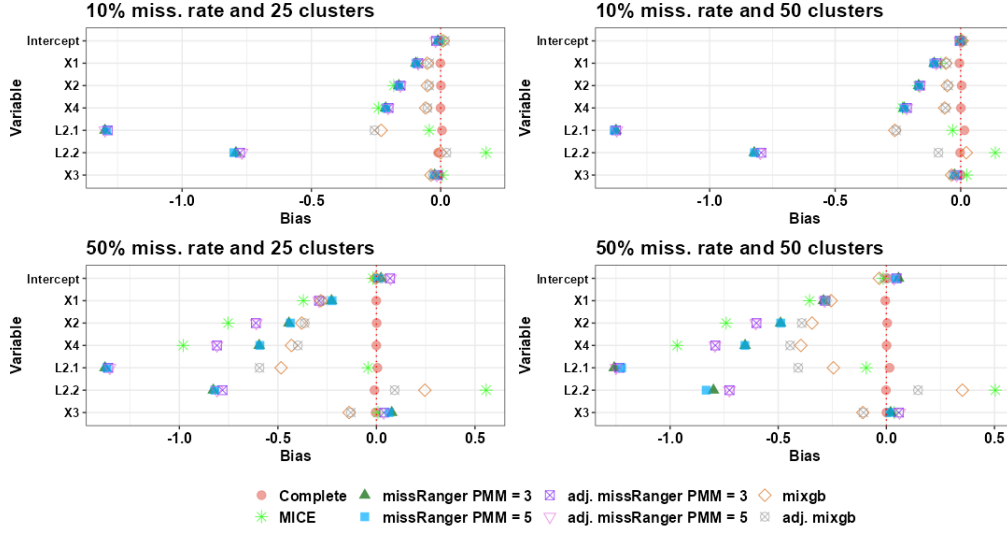 10% miss. rate and 25 clusters
Variable
Intercept
X1
X2
X4
L2.1
L2.2
X3
-1.0
-0.5
0.0
Bias
10% miss. rate and 50 clusters
Variable
Intercept
X1
X2
X4
L2.1
L2.2
X3
-1.0
-0.5
0.0
Bias
50% miss. rate and 25 clusters
Variable
Intercept
X1
X2
X4
L2.1
L2.2
X3
-1.0
-0.5
0.0
0.5
Bias
50% miss. rate and 50 clusters
Variable
Intercept
X1
X2
X4
L2.1
L2.2
X3
-1.0
-0.5
0.0
0.5
Bias
Complete
missRanger PMM = 3
adj. missRanger PMM = 3
mixgb
MICE
missRanger PMM = 5
adj. missRanger PMM = 5
adj. mixgb